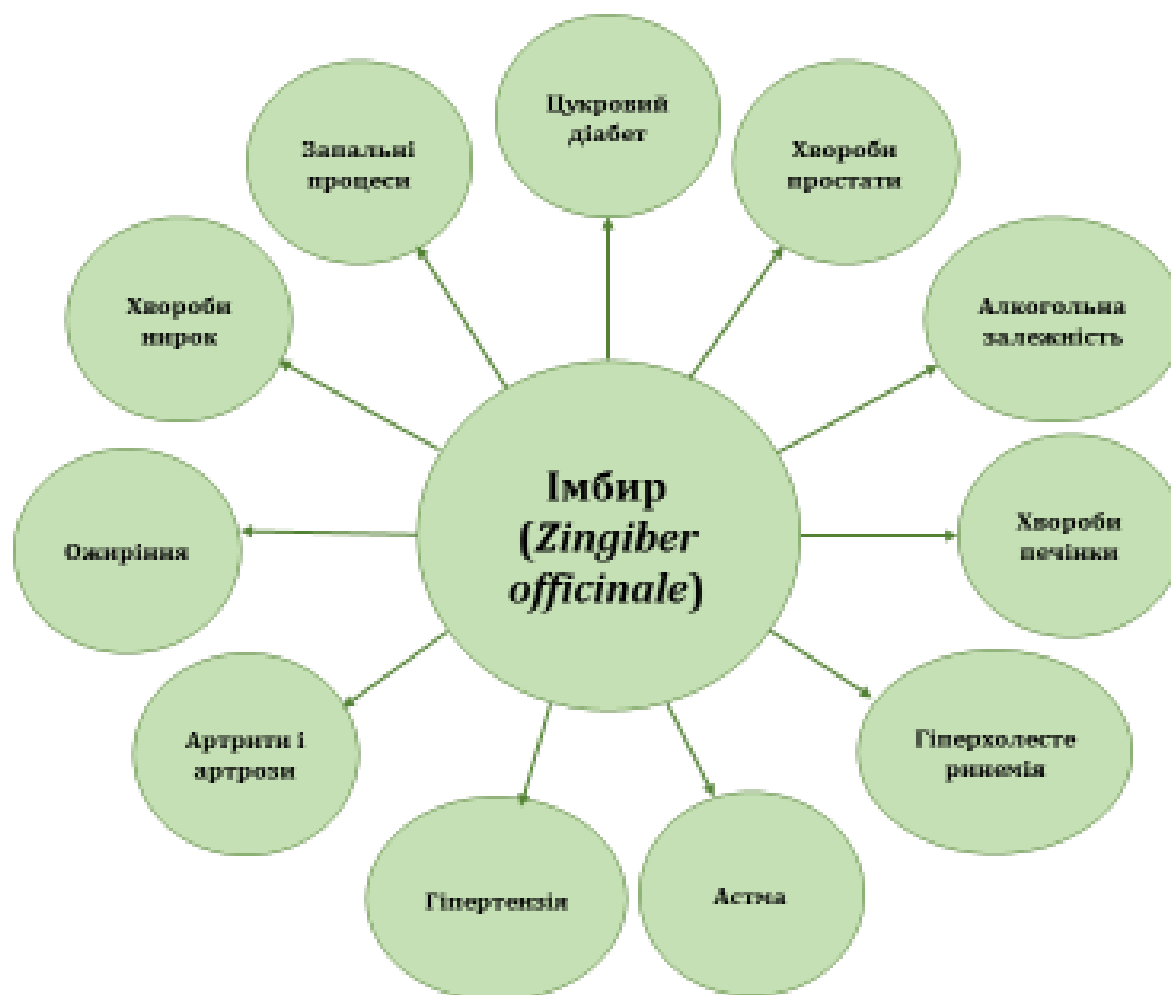 Цукровий
діабет
Запальні
процеси
Хвороби
простати
Хвороби
нирок
Алкогольна
залежність
Імбир
(Zingiber
officinale)
Ожиріння
Хвороби
печінки
Артрити і
артрози
Гіперхолесте
ринемія
Гіпертензія
Астма